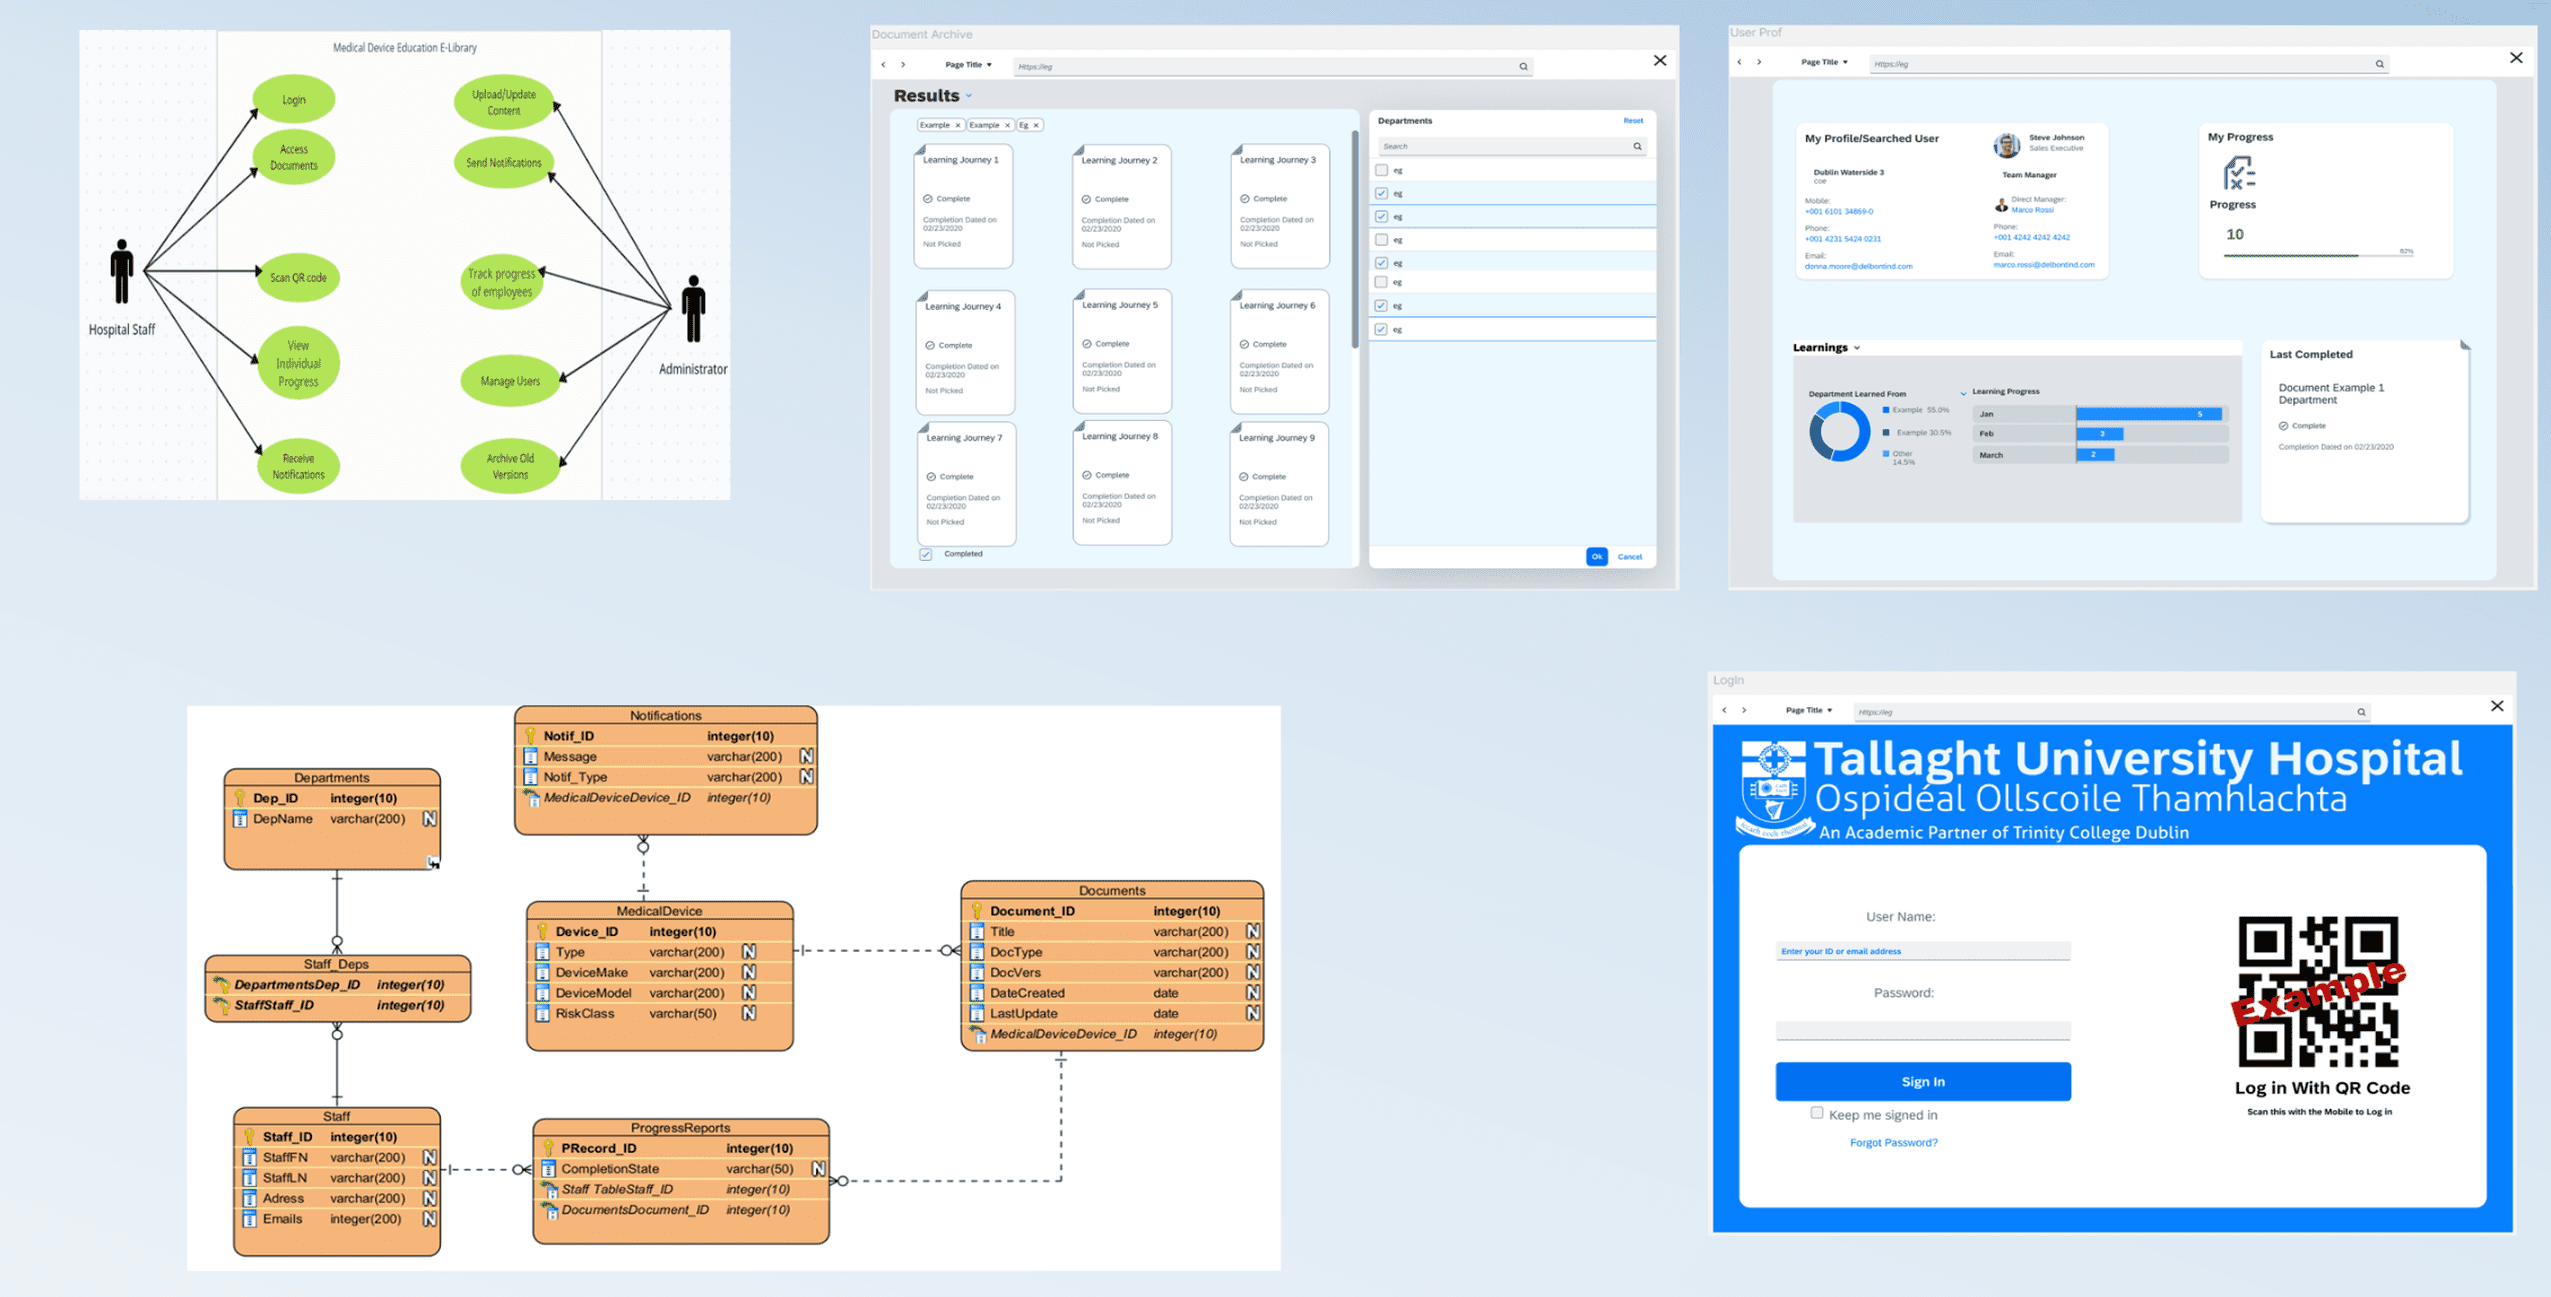 Medical Device Education E-Library
Login
Access
Documents
Scan QR code
View
Individual
Progress
Receive
Notifications
Upload/Update
Content
Send Notifications
Track progress
of employees
Manage Users
Archive Old
Versions
Hospital Staff
Administrator
Document Archive
Page Title
Https://eg
Results
Example
Example
Eg
Learning Journey 1
Complete
Completion Dated on
02/23/2020
Not Picked
Learning Journey 2
Complete
Completion Dated on
02/23/2020
Not Picked
Learning Journey 3
Complete
Completion Dated on
02/23/2020
Not Picked
Learning Journey 4
Complete
Completion Dated on
02/23/2020
Not Picked
Learning Journey 5
Complete
Completion Dated on
02/23/2020
Not Picked
Learning Journey 6
Complete
Completion Dated on
02/23/2020
Not Picked
Learning Journey 7
Complete
Completion Dated on
02/23/2020
Not Picked
Learning Journey 8
Complete
Completion Dated on
02/23/2020
Not Picked
Learning Journey 9
Complete
Completion Dated on
02/23/2020
Not Picked
Completed
Departments
Reset
Search
eg
eg
eg
eg
eg
eg
eg
eg
Ok
Cancel
User Prof
Page Title
Https://eg
My Profile/Searched User
Dublin Waterside 3
coe
Mobile:
+001 6101 34869-0
Phone:
+001 4231 5424 0231
Email:
donna.moore@delbontind.com
Steve Johnson
Sales Executive
Team Manager
Direct Manager:
Marco Rossi
Phone:
+001 4242 4242 4242
Email:
marco.rossi@delbontind.com
My Progress
Progress
10
62%
Learnings
Department Learned From
Example 55.0%
Example 30.5%
Other
14.5%
Learning Progress
Jan 5
Feb 3
March 2
Last Completed
Document Example 1
Department
Complete
Completion Dated on 02/23/2020
Notifications
Notif_ID integer(10)
Message varchar(200) N
Notif_Type varchar(200) N
MedicalDeviceDevice_ID integer(10)
Departments
Dep_ID integer(10)
DepName varchar(200) N
MedicalDevice
Device_ID integer(10)
Type varchar(200) N
DeviceMake varchar(200) N
DeviceModel varchar(200) N
RiskClass varchar(50) N
Documents
Document_ID integer(10)
Title varchar(200) N
DocType varchar(200) N
DocVers varchar(200) N
DateCreated date N
LastUpdate date N
MedicalDeviceDevice_ID integer(10)
Staff_Deps
DepartmentsDep_ID integer(10)
StaffStaff_ID integer(10)
Staff
Staff_ID integer(10)
StaffFN varchar(200) N
StaffLN varchar(200) N
Adress varchar(200) N
Emails integer(200) N
ProgressReports
PRecord_ID integer(10)
CompletionState varchar(50) N
Staff TableStaff_ID integer(10)
DocumentsDocument_ID integer(10)
LogIn
Page Title
Https://eg
Tallaght University Hospital
Ospidéal Ollscoile Thamhlachta
An Academic Partner of Trinity College Dublin
User Name:
Enter your ID or email address
Password:
Sign In
Keep me signed in
Forgot Password?
Example
Log in With QR Code
Scan this with the Mobile to Log in